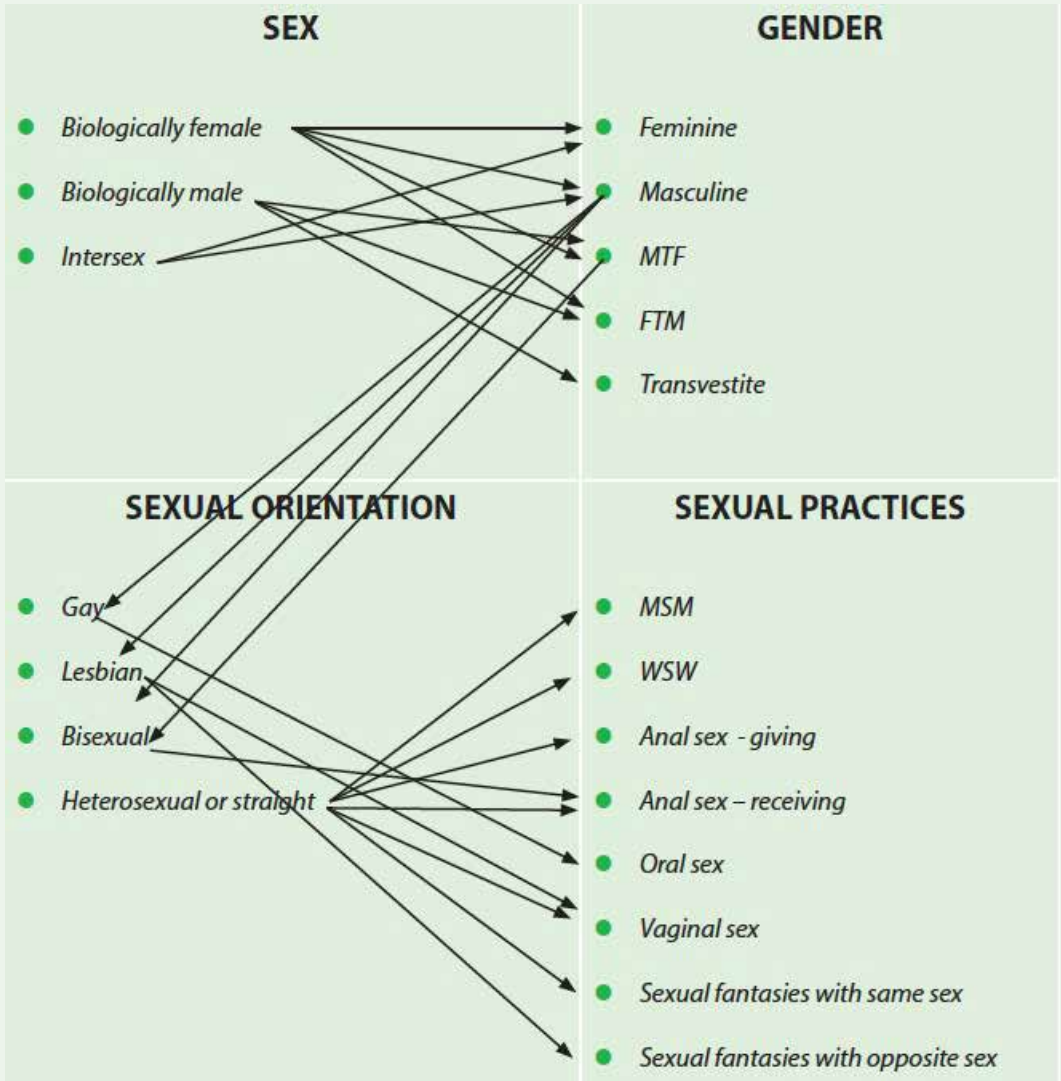 SEX
Biologically female
Biologically male
Intersex
GENDER
Feminine
Masculine
MTF
FTM
Transvestite
SEXUAL ORIENTATION
Gay
Lesbian
Bisexual
Heterosexual or straight
SEXUAL PRACTICES
MSM
WSW
Anal sex - giving
Anal sex – receiving
Oral sex
Vaginal sex
Sexual fantasies with same sex
Sexual fantasies with opposite sex